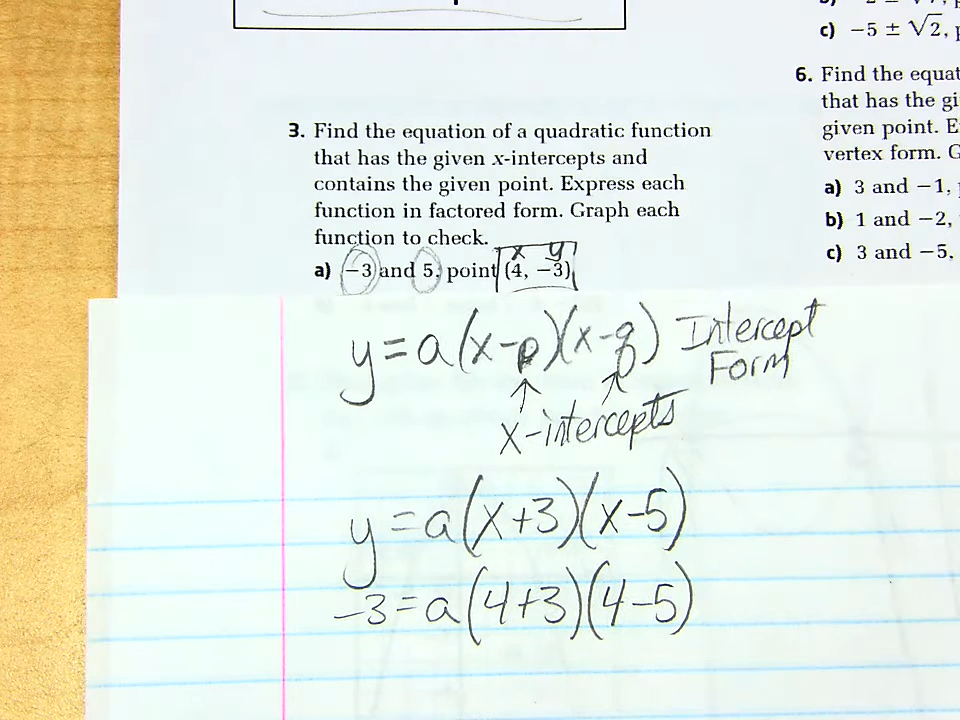 3. Find the equation of a quadratic function
that has the given x-intercepts and
contains the given point. Express each
function in factored form. Graph each
function to check.
x y
a) −3 and 5, point (4, −3)
c) −5 ± √2,
6. Find the equat
that has the gi
given point. E
vertex form. G
a) 3 and −1,
b) 1 and −2,
c) 3 and −5,
y=a(x-p)(x-q) Intercept
Form
x-intercepts
y=a(x+3)(x-5)
-3=a(4+3)(4-5)